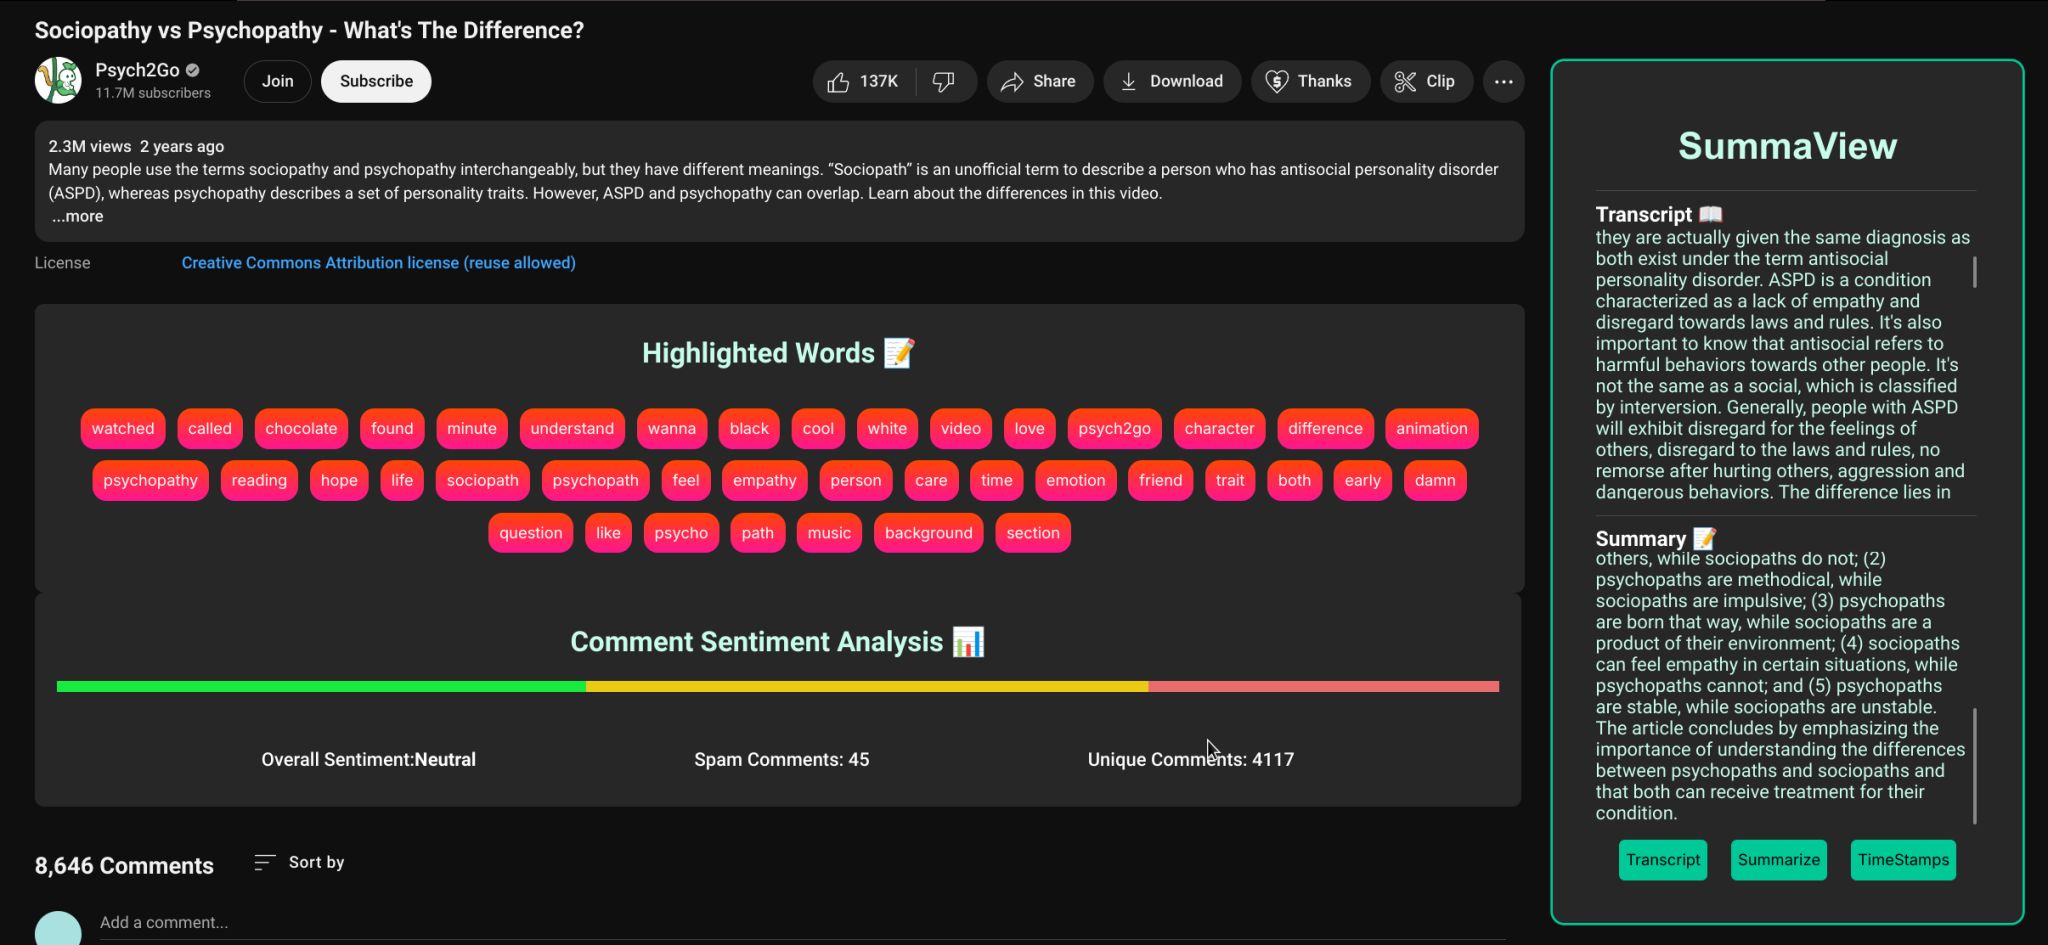 Sociopathy vs Psychopathy - What's The Difference?
Psych2Go
11.7M subscribers
Join
Subscribe
137K
Share
Download
Thanks
Clip
2.3M views 2 years ago
Many people use the terms sociopathy and psychopathy interchangeably, but they have different meanings. “Sociopath” is an unofficial term to describe a person who has antisocial personality disorder
(ASPD), whereas psychopathy describes a set of personality traits. However, ASPD and psychopathy can overlap. Learn about the differences in this video.
...more
License
Creative Commons Attribution license (reuse allowed)
Highlighted Words 📝
watched called chocolate found minute understand wanna black cool white video love psych2go character difference animation
psychopathy reading hope life sociopath psychopath feel empathy person care time emotion friend trait both early damn
question like psycho path music background section
Comment Sentiment Analysis 📊
Overall Sentiment:Neutral
Spam Comments: 45
Unique Comments: 4117
8,646 Comments
Sort by
Add a comment...
SummaView
Transcript 📖
they are actually given the same diagnosis as
both exist under the term antisocial
personality disorder. ASPD is a condition
characterized as a lack of empathy and
disregard towards laws and rules. It's also
important to know that antisocial refers to
harmful behaviors towards other people. It's
not the same as a social, which is classified
by interversion. Generally, people with ASPD
will exhibit disregard for the feelings of
others, disregard to the laws and rules, no
remorse after hurting others, aggression and
dangerous behaviors. The difference lies in
Summary 📝
others, while sociopaths do not; (2)
psychopaths are methodical, while
sociopaths are impulsive; (3) psychopaths
are born that way, while sociopaths are a
product of their environment; (4) sociopaths
can feel empathy in certain situations, while
psychopaths cannot; and (5) psychopaths
are stable, while sociopaths are unstable.
The article concludes by emphasizing the
importance of understanding the differences
between psychopaths and sociopaths and
that both can receive treatment for their
condition.
Transcript
Summarize
TimeStamps